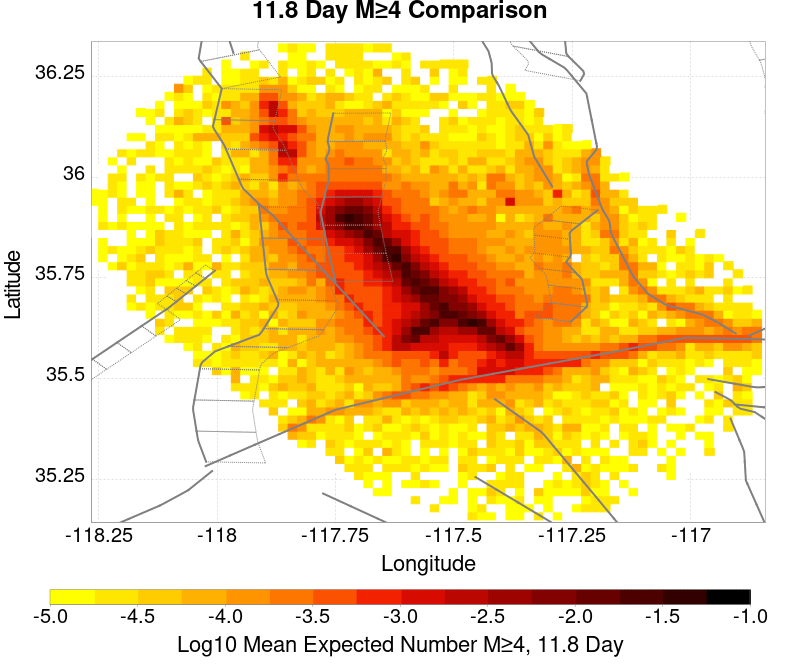 11.8 Day M≥4 Comparison
36.25
36
35.75
35.5
35.25
Latitude
-118.25 -118 -117.75 -117.5 -117.25 -117
Longitude
-5.0 -4.5 -4.0 -3.5 -3.0 -2.5 -2.0 -1.5 -1.0
Log10 Mean Expected Number M≥4, 11.8 Day